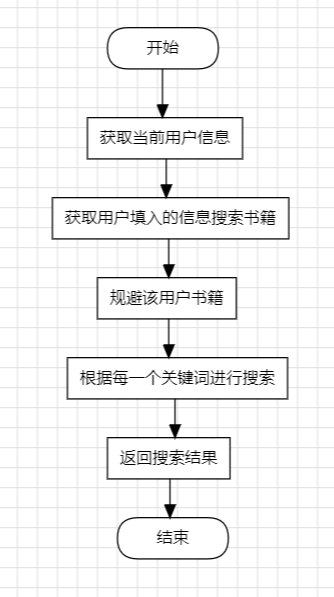 开始
获取当前用户信息
获取用户填入的信息搜索书籍
规避该用户书籍
根据每一个关键词进行搜索
返回搜索结果
结束